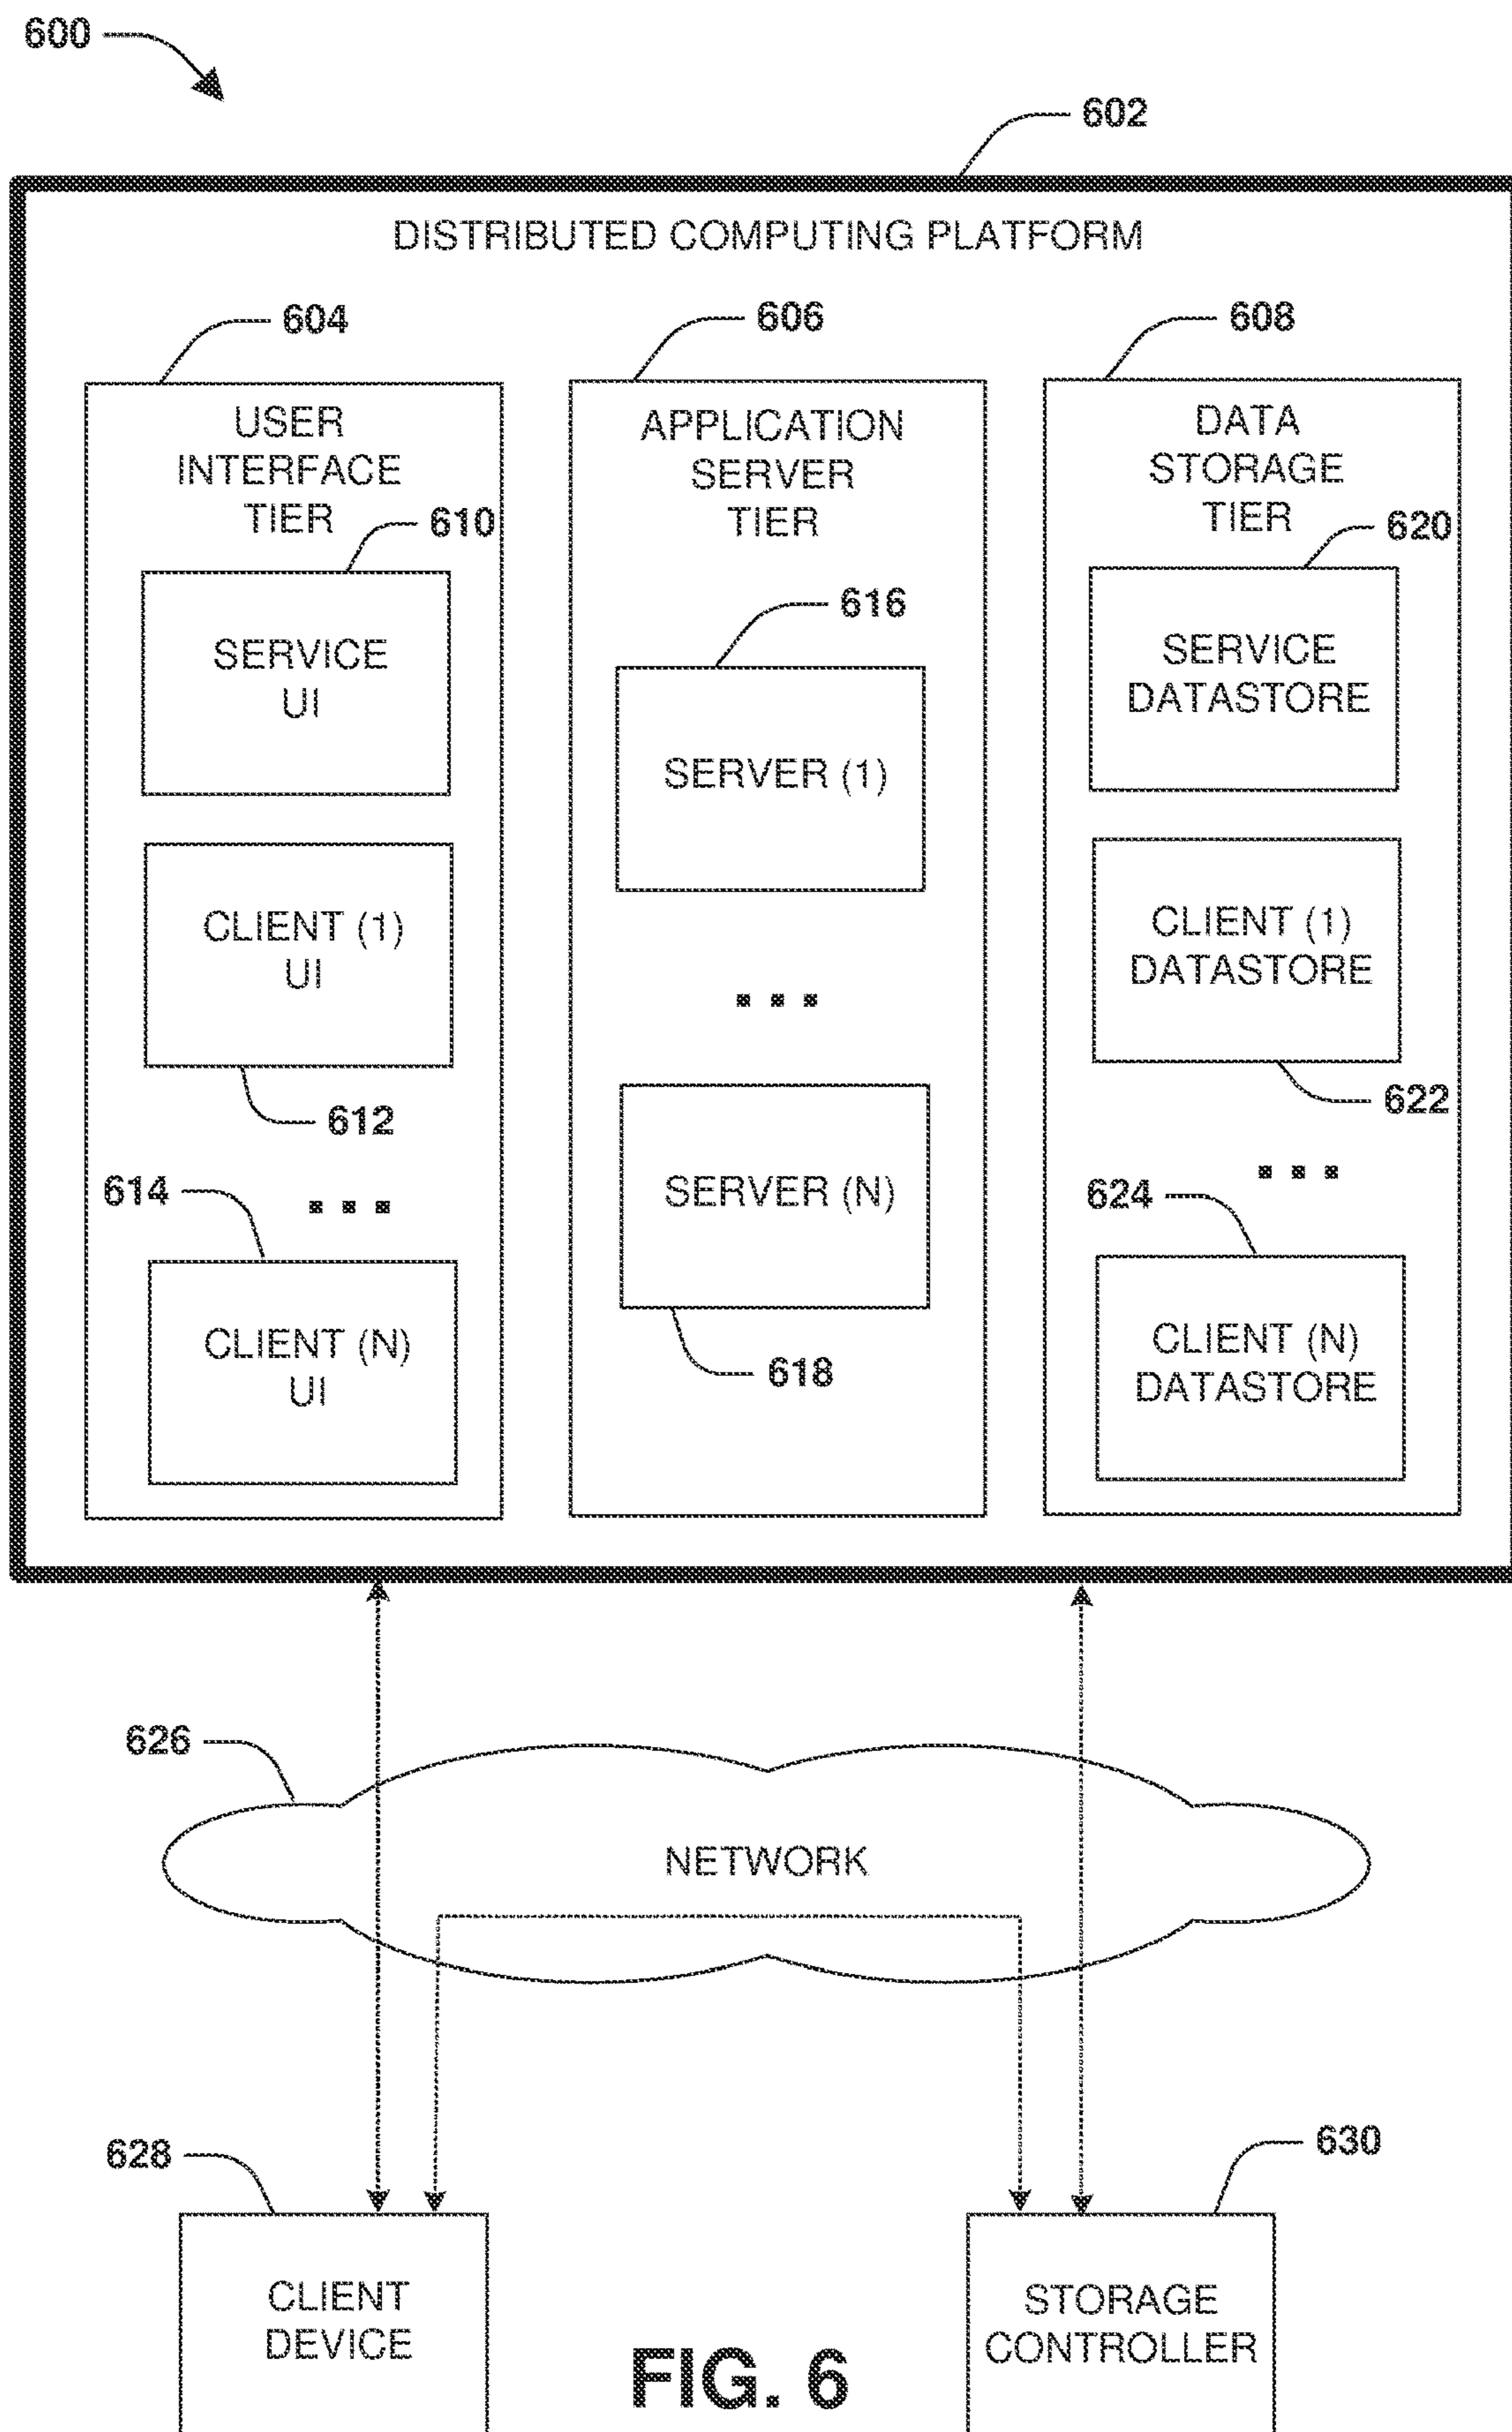 600
602
DISTRIBUTED COMPUTING PLATFORM
604
USER
INTERFACE
TIER
610
SERVICE
UI
CLIENT (1)
UI
612
614
...
CLIENT (N)
UI
606
APPLICATION
SERVER
TIER
616
SERVER (1)
...
SERVER (N)
618
608
DATA
STORAGE
TIER
620
SERVICE
DATASTORE
CLIENT (1)
DATASTORE
622
...
624
CLIENT (N)
DATASTORE
626
NETWORK
628
CLIENT
DEVICE
630
STORAGE
CONTROLLER
FIG. 6